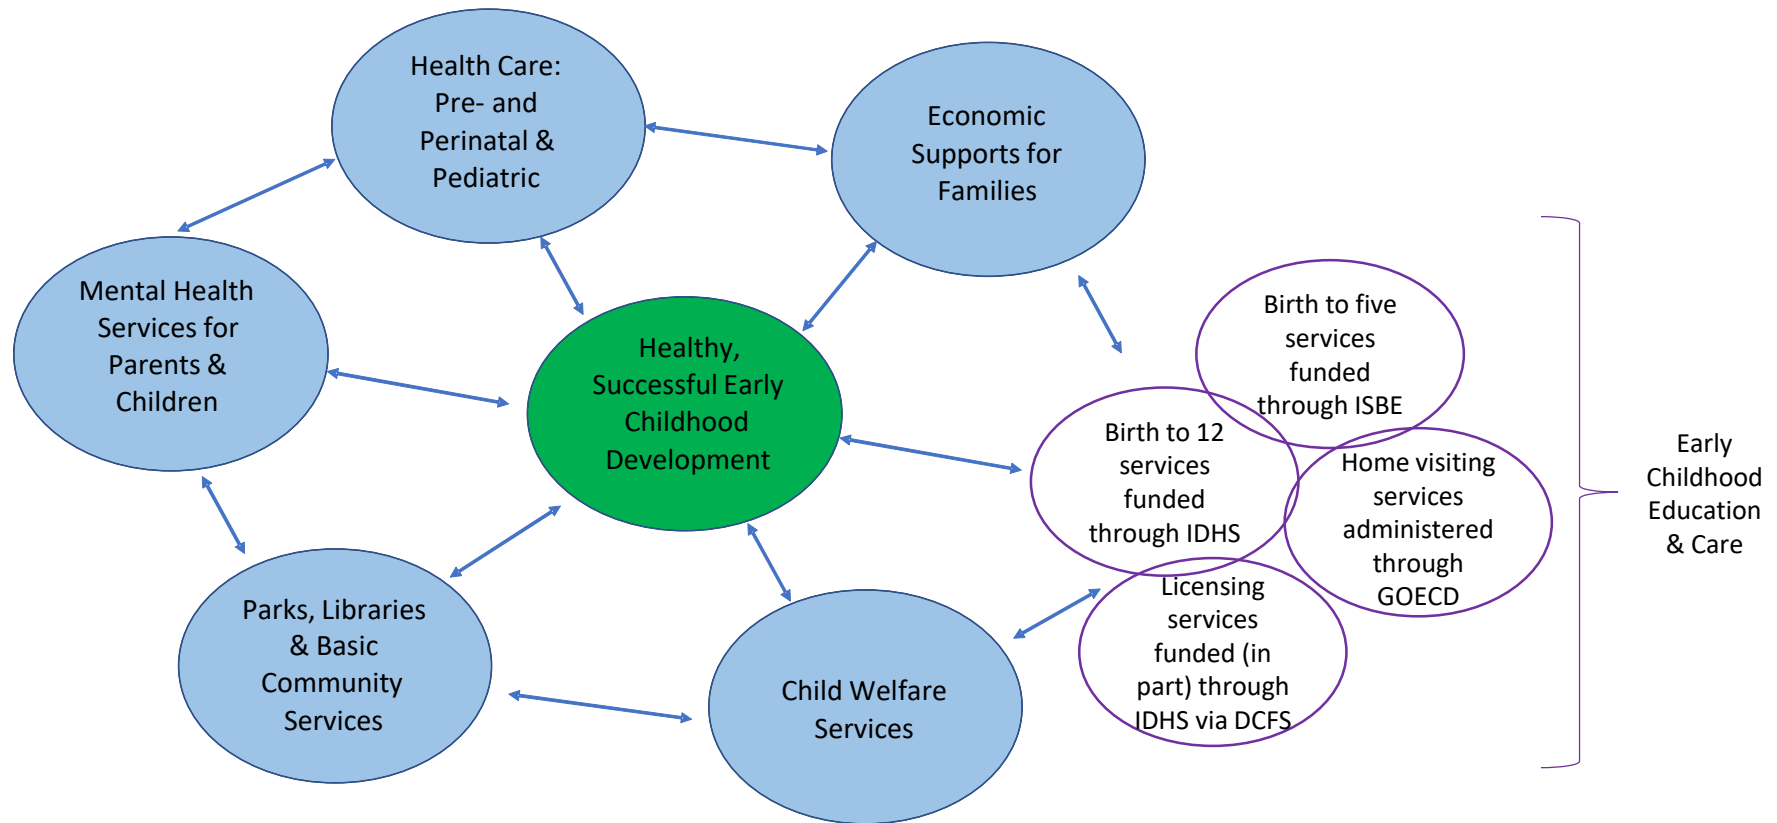 Health Care:
Pre- and
Perinatal &
Pediatric
Economic
Supports for
Families
Mental Health
Services for
Parents &
Children
Healthy,
Successful Early
Childhood
Development
Birth to five
services
funded
through ISBE
Birth to 12
services
funded
through IDHS
Home visiting
services
administered
through
GOECD
Early
Childhood
Education
& Care
Parks, Libraries
& Basic
Community
Services
Child Welfare
Services
Licensing
services
funded (in
part) through
IDHS via DCFS